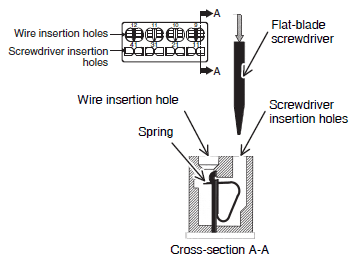 12 11 10 9
Wire insertion holes
Screwdriver insertion
holes
A
A
Flat-blade
screwdriver
Wire insertion hole
Spring
Screwdriver
insertion holes
Cross-section A-A